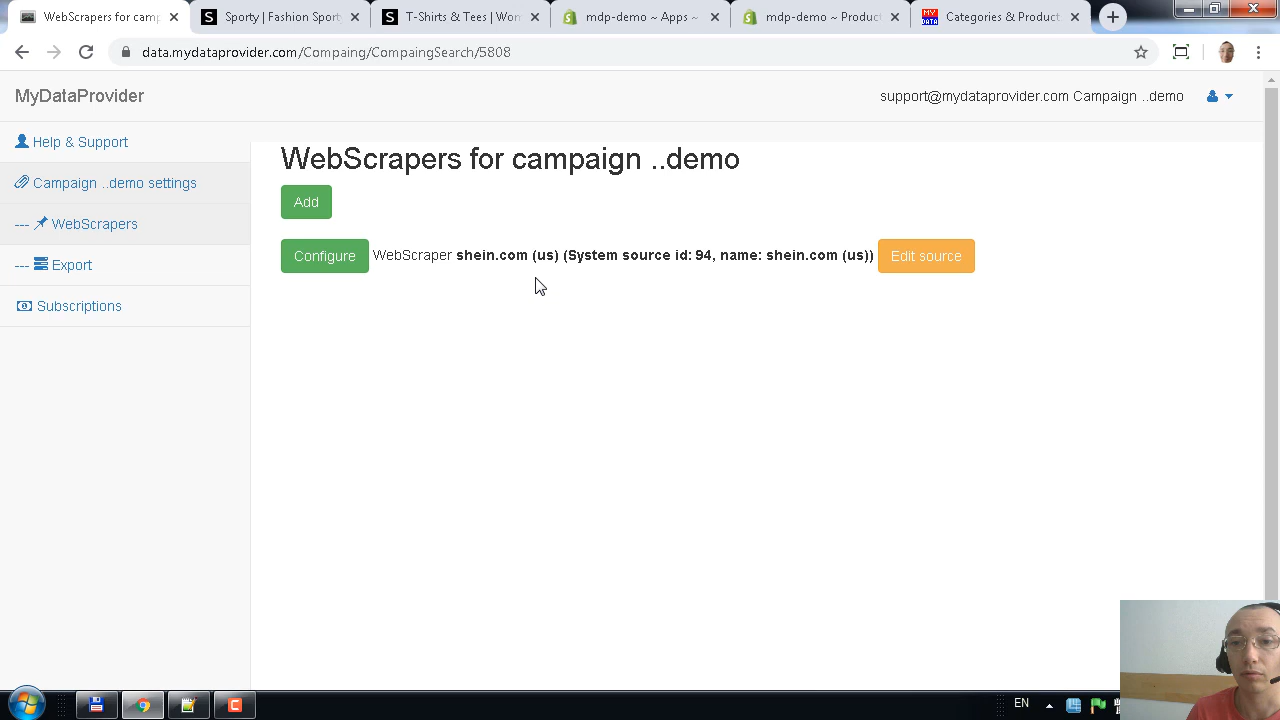 WebScrapers for camp
Sporty | Fashion Sport
T-Shirts & Tees | Wom
mdp-demo ~ Apps ~
mdp-demo ~ Product
Categories & Product
data.mydataprovider.com/Compaing/CompaingSearch/5808
MyDataProvider
support@mydataprovider.com Campaign ..demo
Help & Support
Campaign ..demo settings
--- WebScrapers
--- Export
Subscriptions
WebScrapers for campaign ..demo
Add
Configure WebScraper shein.com (us) (System source id: 94, name: shein.com (us)) Edit source
EN